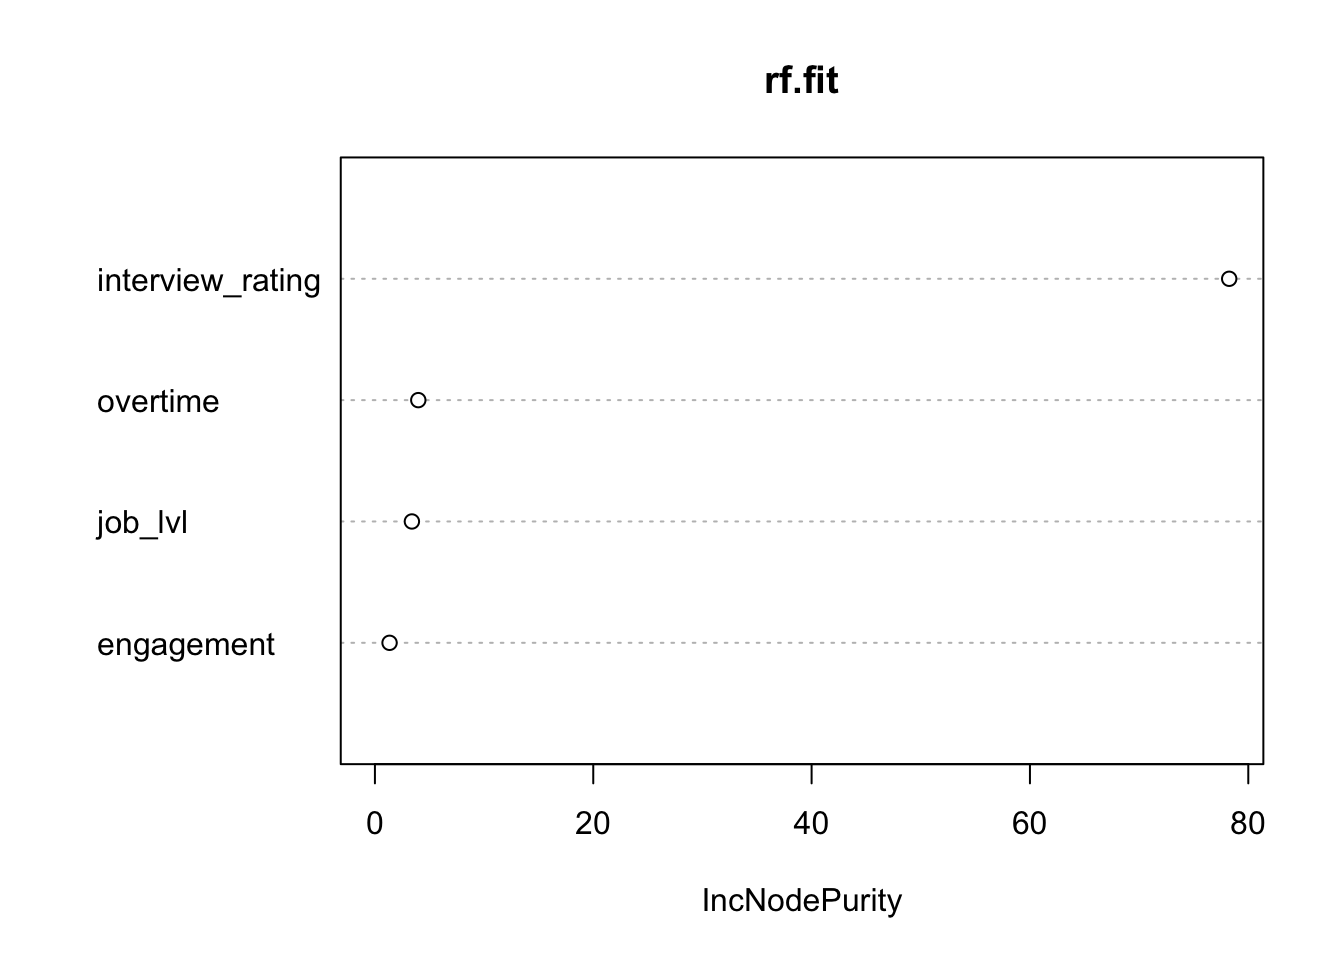 rf.fit
interview_rating
overtime
job_lvl
engagement
0 20 40 60 80
IncNodePurity